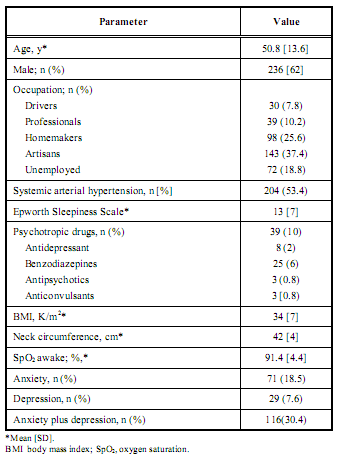 Parameter Value
Age, y* 50.8 [13.6]
Male; n (%) 236 [62]
Occupation; n (%)
Drivers 30 (7.8)
Professionals 39 (10.2)
Homemakers 98 (25.6)
Artisans 143 (37.4)
Unemployed 72 (18.8)
Systemic arterial hypertension, n [%] 204 (53.4)
Epworth Sleepiness Scale* 13 [7]
Psychotropic drugs, n (%) 39 (10)
Antidepressant 8 (2)
Benzodiazepines 25 (6)
Antipsychotics 3 (0.8)
Anticonvulsants 3 [0.8)
BMI, K/m2* 34 [7]
Neck circumference, cm* 42 [4]
SpO2 awake; %,* 91.4 [4.4]
Anxiety, n (%) 71 (18.5)
Depression, n (%) 29 (7.6)
Anxiety plus depression, n (%) 116(30.4)
*Mean [SD].
BMI body mass index; SpO2, oxygen saturation.